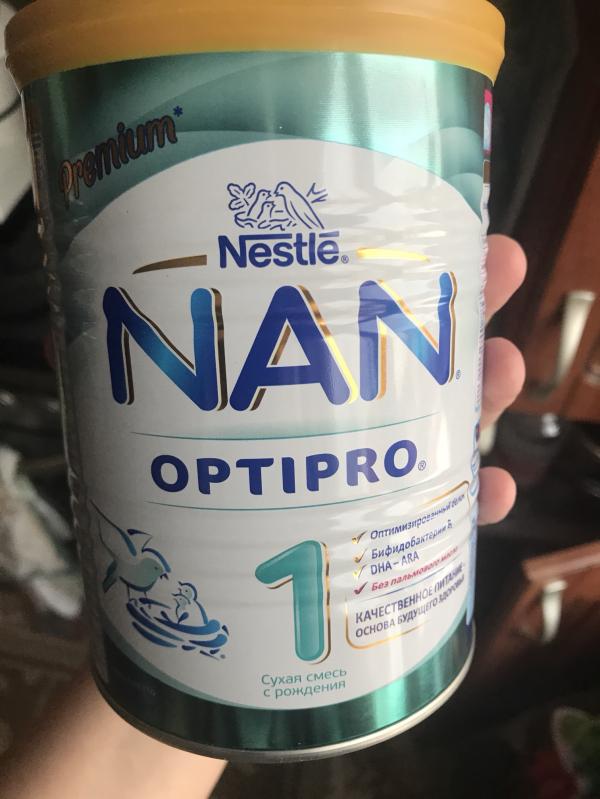 Premium*
Nestlé®
NAN®
OPTIPRO®
Оптимизированный белок
Бифидобактерии BL
DHA – ARA
Без пальмового масла
КАЧЕСТВЕННОЕ ПИТАНИЕ -
ОСНОВА БУДУЩЕГО ЗДОРОВЬЯ
1
Сухая смесь
с рождения